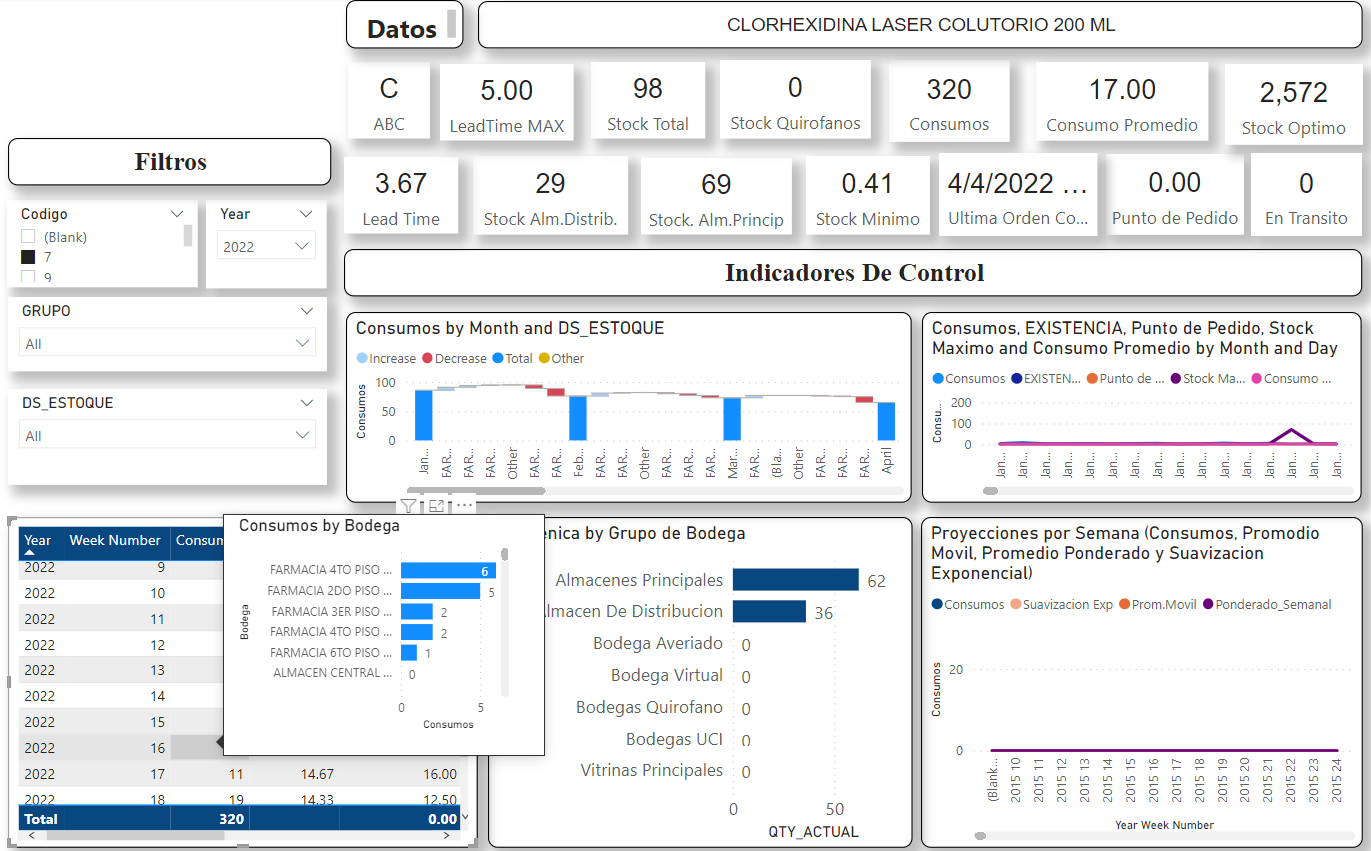 Datos
CLORHEXIDINA LASER COLUTORIO 200 ML
C
ABC
5.00
LeadTime MAX
98
Stock Total
0
Stock Quirofanos
320
Consumos
17.00
Consumo Promedio
2,572
Stock Optimo
3.67
Lead Time
29
Stock Alm.Distrib.
69
Stock. Alm.Princip
0.41
Stock Minimo
4/4/2022 ...
Ultima Orden Co...
0.00
Punto de Pedido
0
En Transito
Filtros
Codigo
(Blank)
7
9
Year
2022
GRUPO
All
DS_ESTOQUE
All
Indicadores De Control
Consumos by Month and DS_ESTOQUE
Increase Decrease Total Other
Consumos
100
50
0
Jan... FAR... FAR... FAR... Other FAR... FAR... Feb... FAR... FAR... Other FAR... FAR... FAR... Mar... FAR... (Bla... Other FAR... FAR... FAR... April
Consumos, EXISTENCIA, Punto de Pedido, Stock
Maximo and Consumo Promedio by Month and Day
Consumos EXISTEN... Punto de ... Stock Ma... Consumo ...
Consu...
200
100
0
Jan... Jan... Jan... Jan... Jan... Jan... Jan... Jan... Jan... Jan... Jan... Jan... Jan... Jan... Jan...
Year Week Number Consum
2022 9
2022 10
2022 11
2022 12
2022 13
2022 14
2022 15
2022 16
2022 17 11 14.67 16.00
2022 18 19 14.33 12.50
Total 320 0.00
Consumos by Bodega
Bodega
FARMACIA 4TO PISO ... 6
FARMACIA 2DO PISO ... 5
FARMACIA 3ER PISO ... 2
FARMACIA 4TO PISO ... 2
FARMACIA 6TO PISO ... 1
ALMACEN CENTRAL ... 0
0 5
Consumos
enica by Grupo de Bodega
Almacenes Principales 62
lmacen De Distribucion 36
Bodega Averiado 0
Bodega Virtual 0
Bodegas Quirofano 0
Bodegas UCI 0
Vitrinas Principales 0
0 50
QTY_ACTUAL
Proyecciones por Semana (Consumos, Promodio
Movil, Promedio Ponderado y Suavizacion
Exponencial)
Consumos Suavizacion Exp Prom.Movil Ponderado_Semanal
Consumos
20
0
(Blank... 2015 10 2015 11 2015 12 2015 13 2015 14 2015 15 2015 16 2015 17 2015 18 2015 19 2015 20 2015 21 2015 22 2015 23 2015 24
Year Week Number